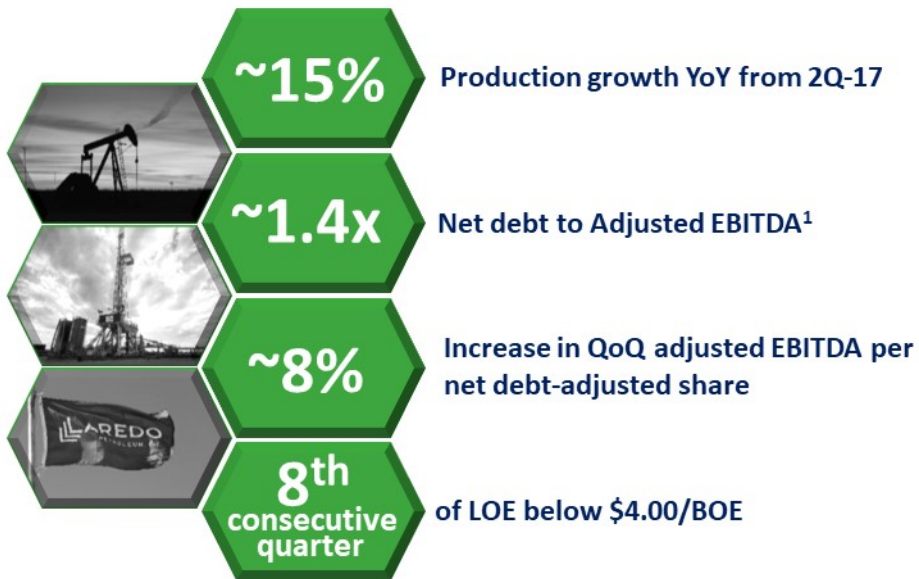 ~15%
Production growth YoY from 2Q-17
~1.4x
Net debt to Adjusted EBITDA¹
~8%
Increase in QoQ adjusted EBITDA per
net debt-adjusted share
LAREDO
PETROLEUM
8th
consecutive
quarter
of LOE below $4.00/BOE